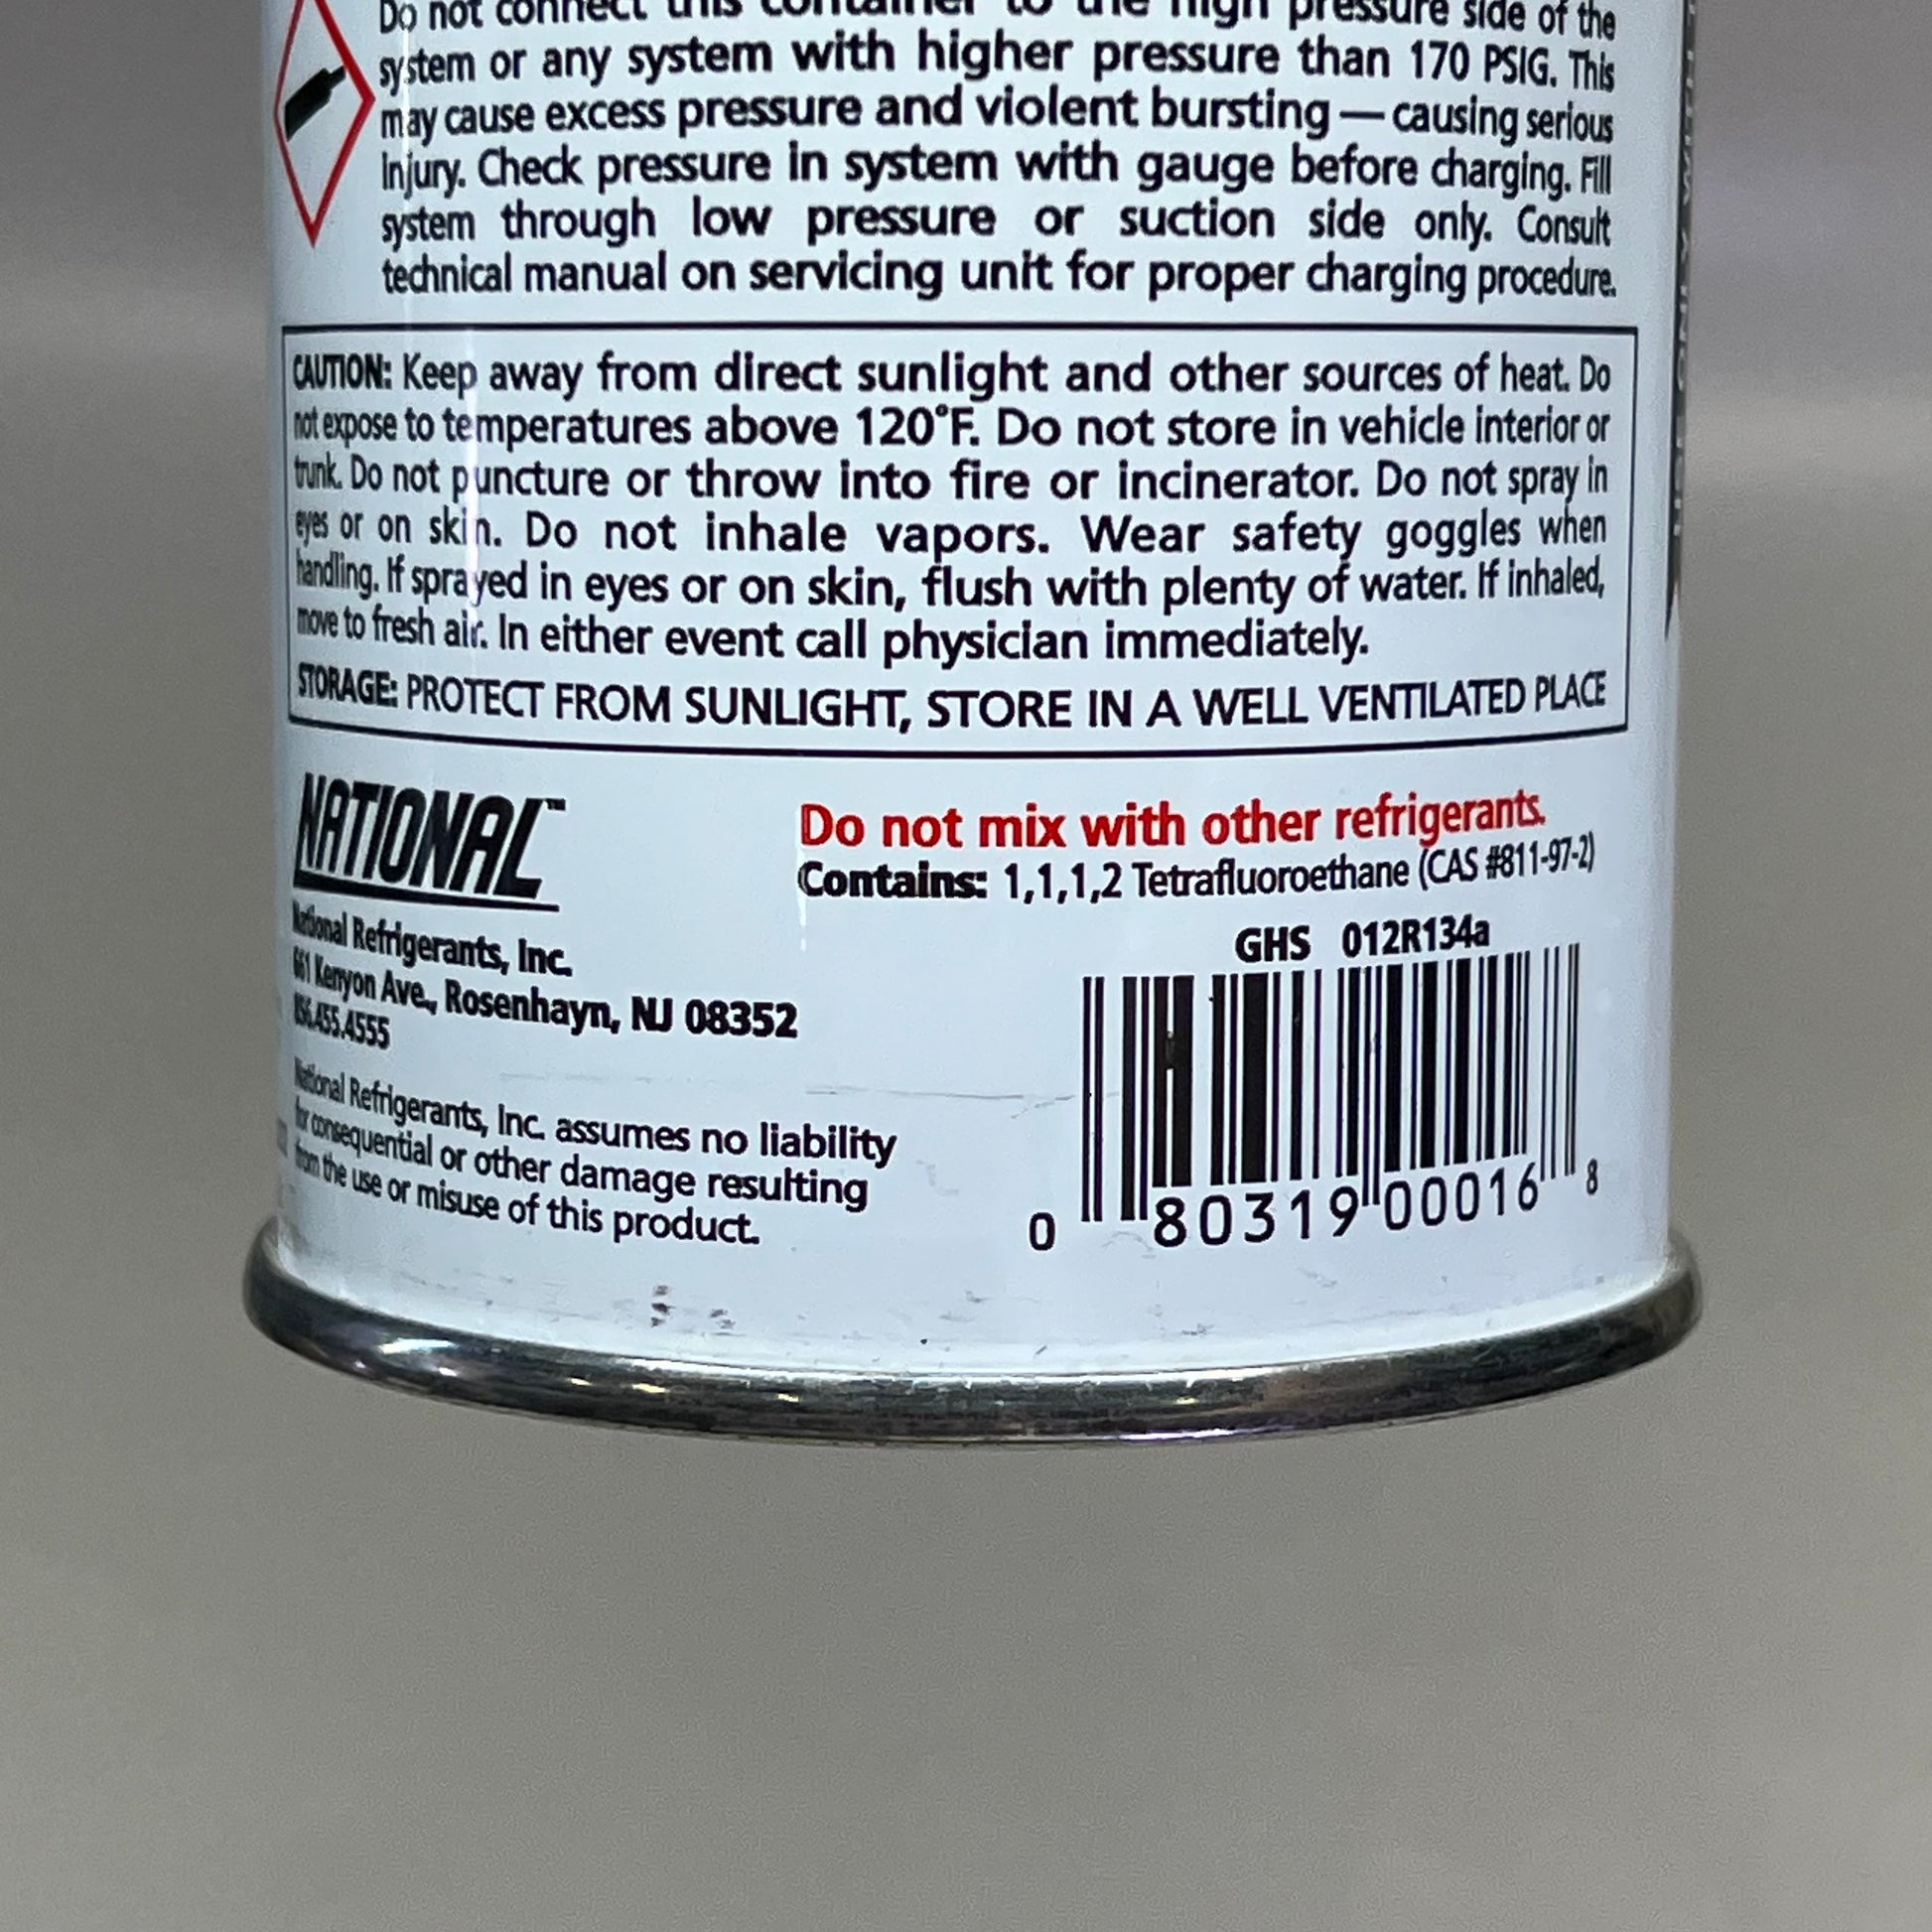 Do not connect this container to the high pressure side of the
system or any system with higher pressure than 170 PSIG. This
may cause excess pressure and violent bursting — causing serious
injury. Check pressure in system with gauge before charging. Fill
system through low pressure or suction side only. Consult
technical manual on servicing unit for proper charging procedure.
CAUTION: Keep away from direct sunlight and other sources of heat. Do
not expose to temperatures above 120°F. Do not store in vehicle interior or
trunk. Do not puncture or throw into fire or incinerator. Do not spray in
eyes or on skin. Do not inhale vapors. Wear safety goggles when
handling. If sprayed in eyes or on skin, flush with plenty of water. If inhaled,
move to fresh air. In either event call physician immediately.
STORAGE: PROTECT FROM SUNLIGHT, STORE IN A WELL VENTILATED PLACE
NATIONAL™
National Refrigerants, Inc.
661 Kenyon Ave., Rosenhayn, NJ 08352
856.455.4555
National Refrigerants, Inc. assumes no liability
for consequential or other damage resulting
from the use or misuse of this product.
Do not mix with other refrigerants.
Contains: 1,1,1,2 Tetrafluoroethane (CAS #811-97-2)
GHS 012R134a
0 80319 00016 8